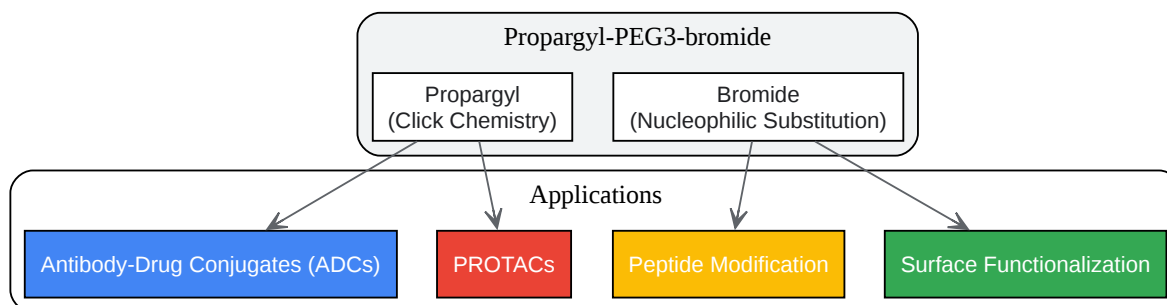 Propargyl-PEG3-bromide
Propargyl
(Click Chemistry)
Bromide
(Nucleophilic Substitution)
Applications
Antibody-Drug Conjugates (ADCs)
PROTACs
Peptide Modification
Surface Functionalization